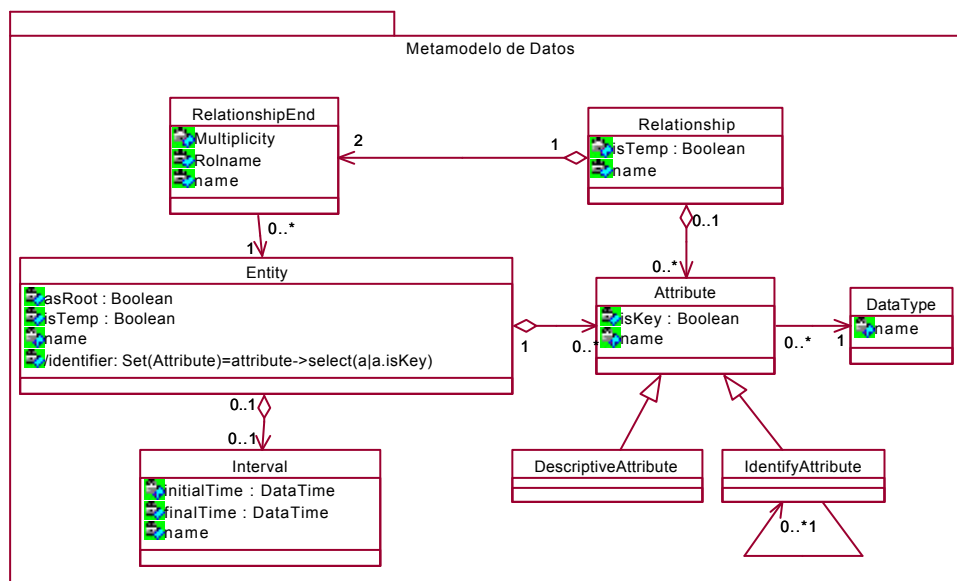 Metamodelo de Datos
RelationshipEnd
Multiplicity
Rolname
name
2
1
Relationship
isTemp : Boolean
name
0..*
1
0..1
0..*
Entity
asRoot : Boolean
isTemp : Boolean
name
/identifier: Set(Attribute)=attribute->select(a|a.isKey)
1
0..*
Attribute
isKey : Boolean
name
0..*
1
DataType
name
0..1
0..1
Interval
initialTime : DataTime
finalTime : DataTime
name
DescriptiveAttribute
IdentifyAttribute
0..*1